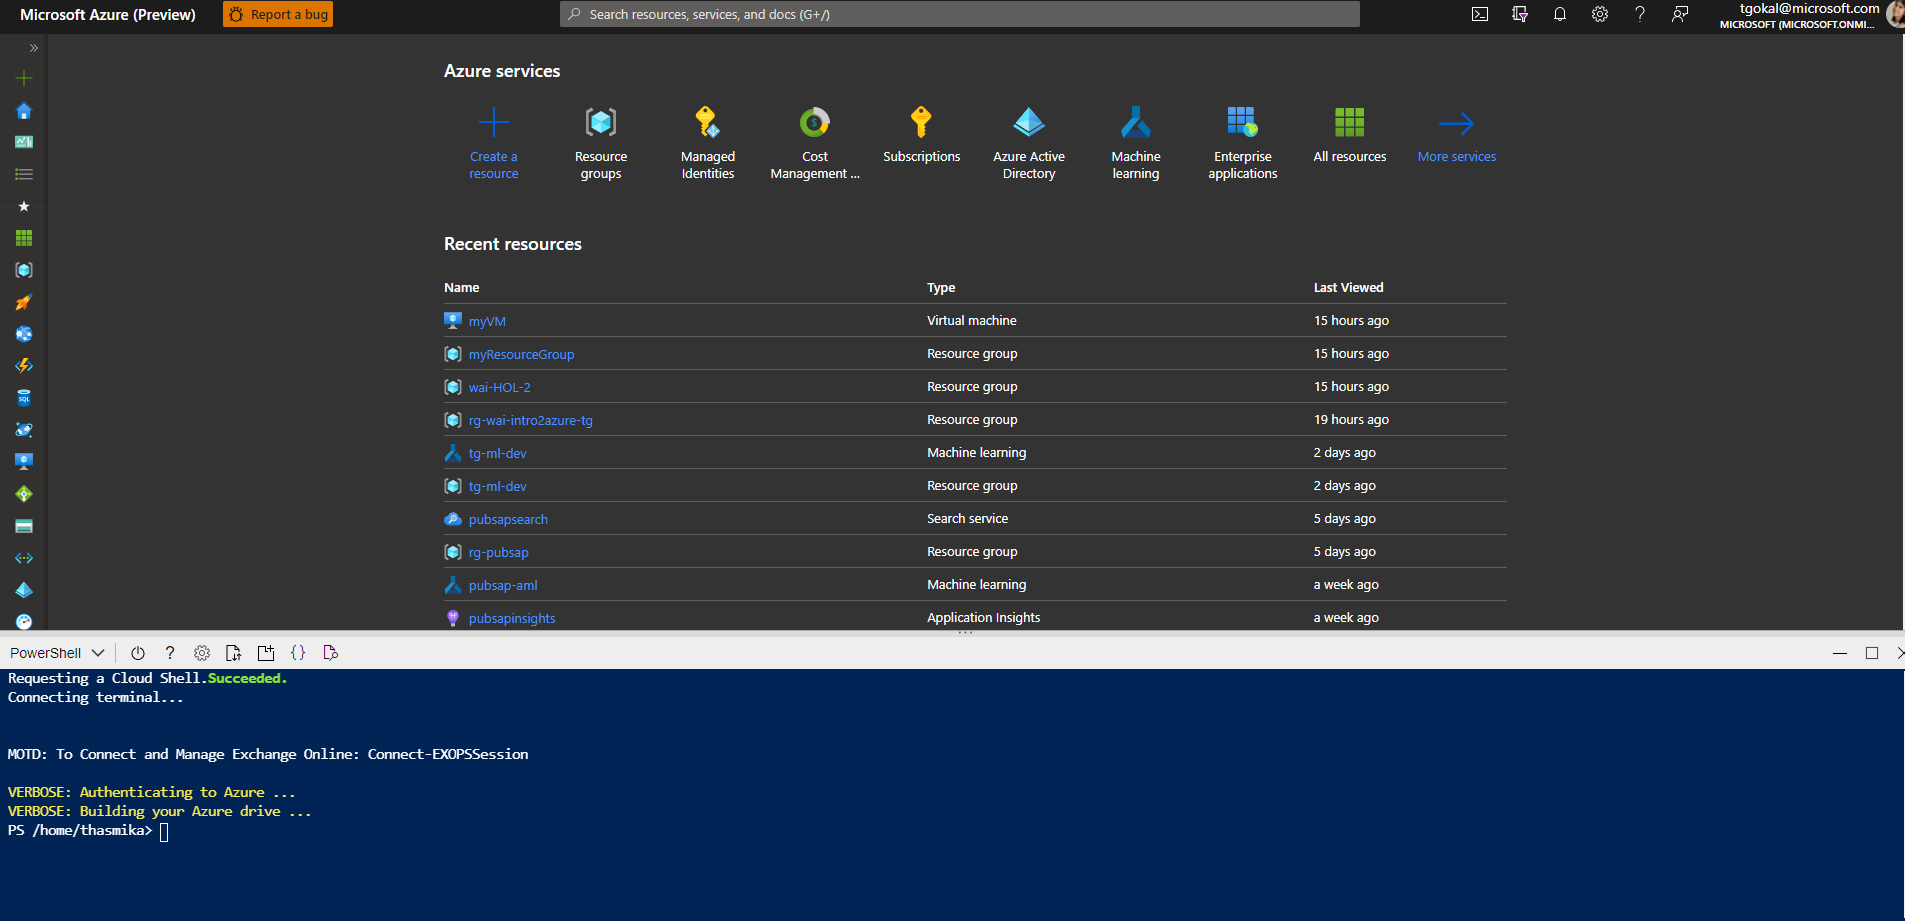 Microsoft Azure (Preview)
Report a bug
Search resources, services, and docs (G+/)
tgokal@microsoft.com
MICROSOFT (MICROSOFT.ONMI...
Azure services
Create a resource
Resource groups
Managed Identities
Cost Management ...
Subscriptions
Azure Active Directory
Machine learning
Enterprise applications
All resources
More services
Recent resources
Name Type Last Viewed
myVM Virtual machine 15 hours ago
myResourceGroup Resource group 15 hours ago
wai-HOL-2 Resource group 15 hours ago
rg-wai-intro2azure-tg Resource group 19 hours ago
tg-ml-dev Machine learning 2 days ago
tg-ml-dev Resource group 2 days ago
pubsapsearch Search service 5 days ago
rg-pubsap Resource group 5 days ago
pubsap-aml Machine learning a week ago
pubsapinsights Application Insights a week ago
PowerShell
Requesting a Cloud Shell.Succeeded.
Connecting terminal...
MOTD: To Connect and Manage Exchange Online: Connect-EXOPSSession
VERBOSE: Authenticating to Azure ...
VERBOSE: Building your Azure drive ...
PS /home/thasmika>